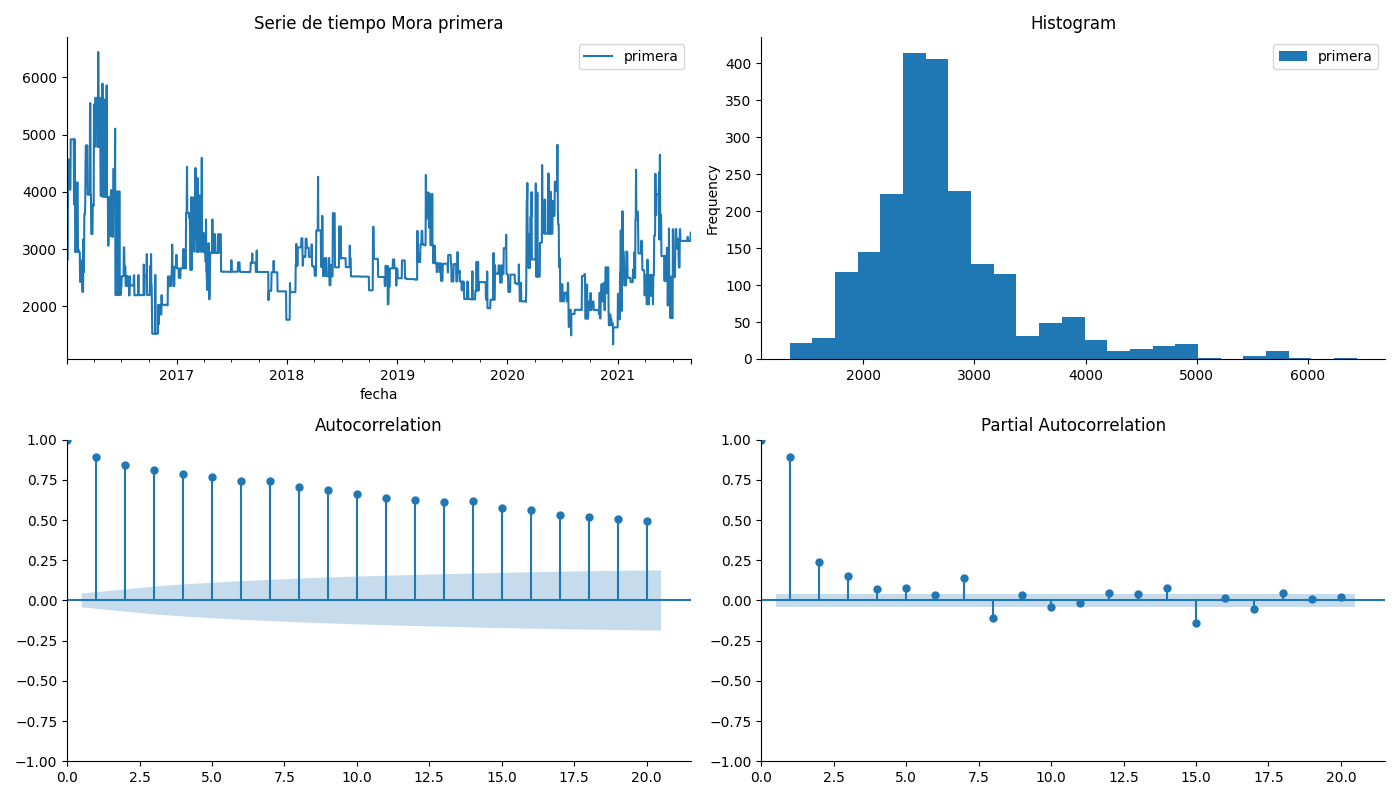 Serie de tiempo Mora primera
primera
6000
5000
4000
3000
2000
2017 2018 2019 2020 2021
fecha
Histogram
primera
Frequency
400
350
300
250
200
150
100
50
0
2000 3000 4000 5000 6000
Autocorrelation
1.00
0.75
0.50
0.25
0.00
−0.25
−0.50
−0.75
−1.00
0.0 2.5 5.0 7.5 10.0 12.5 15.0 17.5 20.0
Partial Autocorrelation
1.00
0.75
0.50
0.25
0.00
−0.25
−0.50
−0.75
−1.00
0.0 2.5 5.0 7.5 10.0 12.5 15.0 17.5 20.0